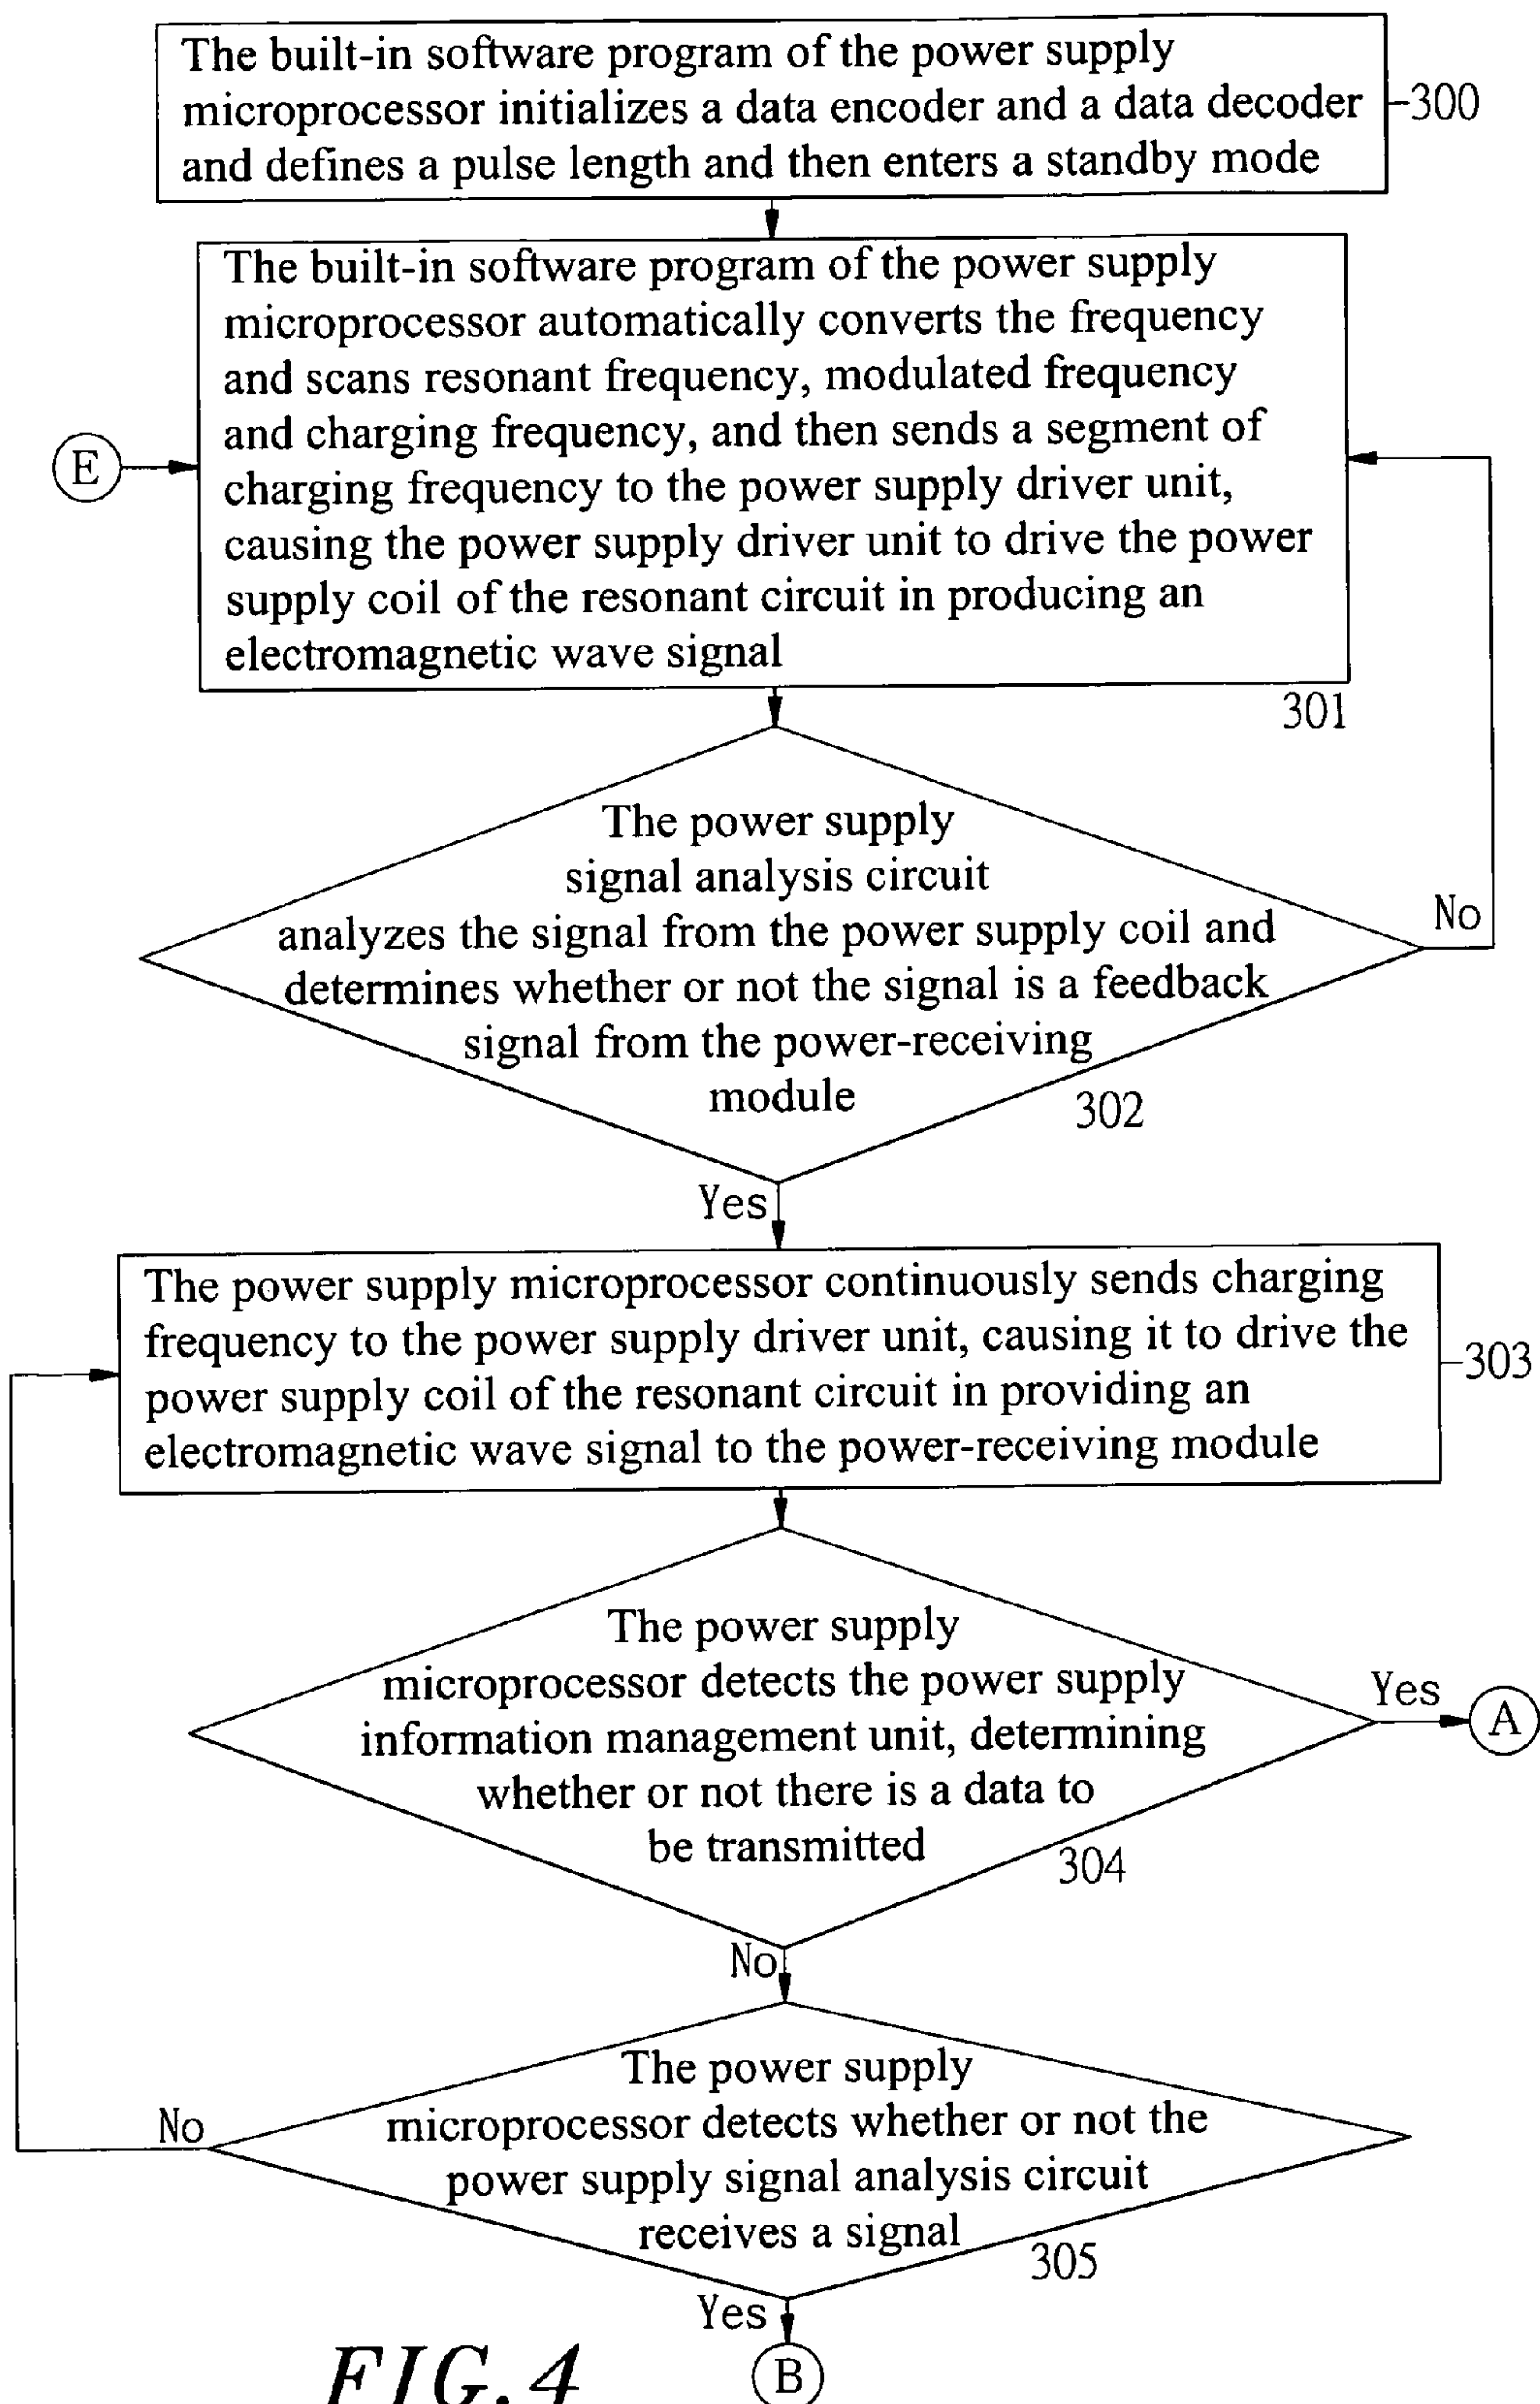 The built-in software program of the power supply
microprocessor initializes a data encoder and a data decoder
and defines a pulse length and then enters a standby mode
300
The built-in software program of the power supply
microprocessor automatically converts the frequency
and scans resonant frequency, modulated frequency
and charging frequency, and then sends a segment of
charging frequency to the power supply driver unit,
causing the power supply driver unit to drive the power
supply coil of the resonant circuit in producing an
electromagnetic wave signal
E
301
The power supply
signal analysis circuit
analyzes the signal from the power supply coil and
determines whether or not the signal is a feedback
signal from the power-receiving
module
302
No
Yes
The power supply microprocessor continuously sends charging
frequency to the power supply driver unit, causing it to drive the
power supply coil of the resonant circuit in providing an
electromagnetic wave signal to the power-receiving module
303
The power supply
microprocessor detects the power supply
information management unit, determining
whether or not there is a data to
be transmitted
304
Yes
A
No
The power supply
microprocessor detects whether or not the
power supply signal analysis circuit
receives a signal
305
No
Yes
B
FIG.4